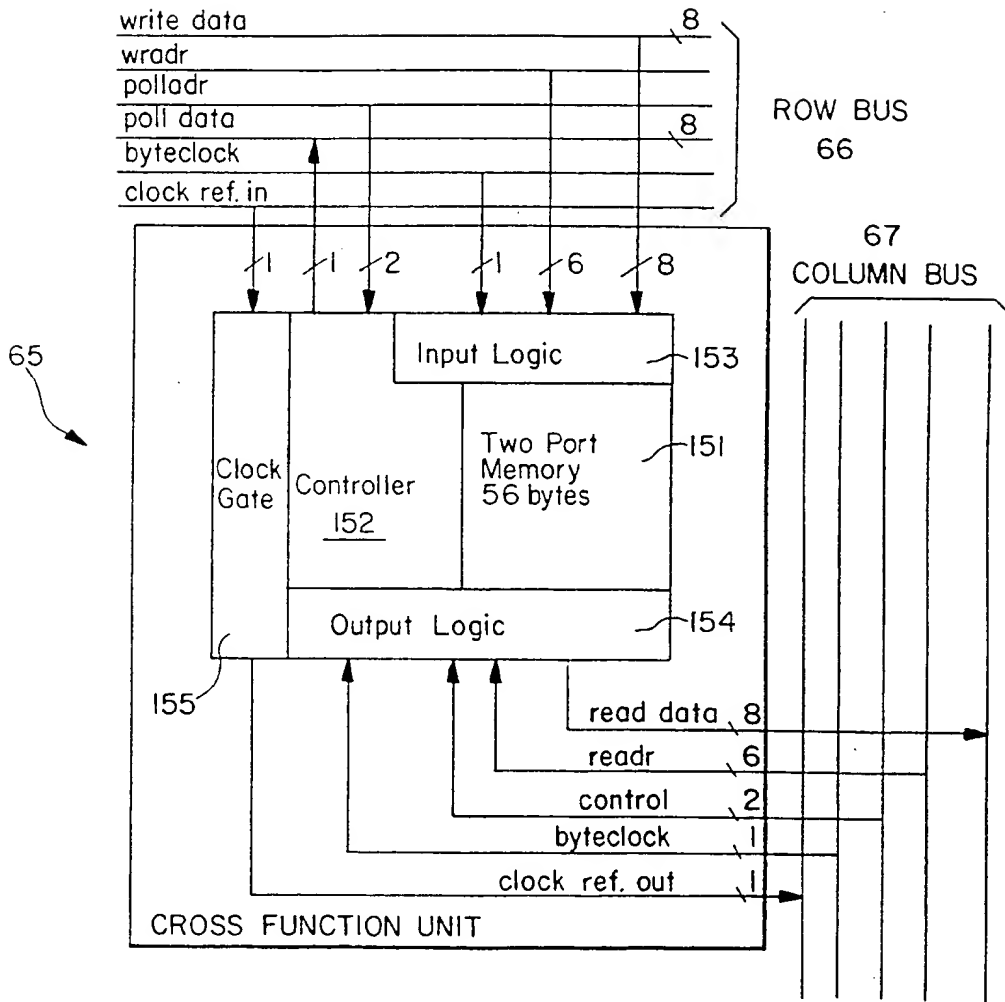 write data 8
wradr
polladr
poll data 8
byteclock
clock ref. in
ROW BUS
66
67
COLUMN BUS
1 1 2 1 6 8
65
Input Logic 153
Two Port
Memory
56 bytes
151
Clock
Gate
Controller
152
Output Logic 154
155
read data 8
readr 6
control 2
byteclock 1
clock ref. out 1
CROSS FUNCTION UNIT